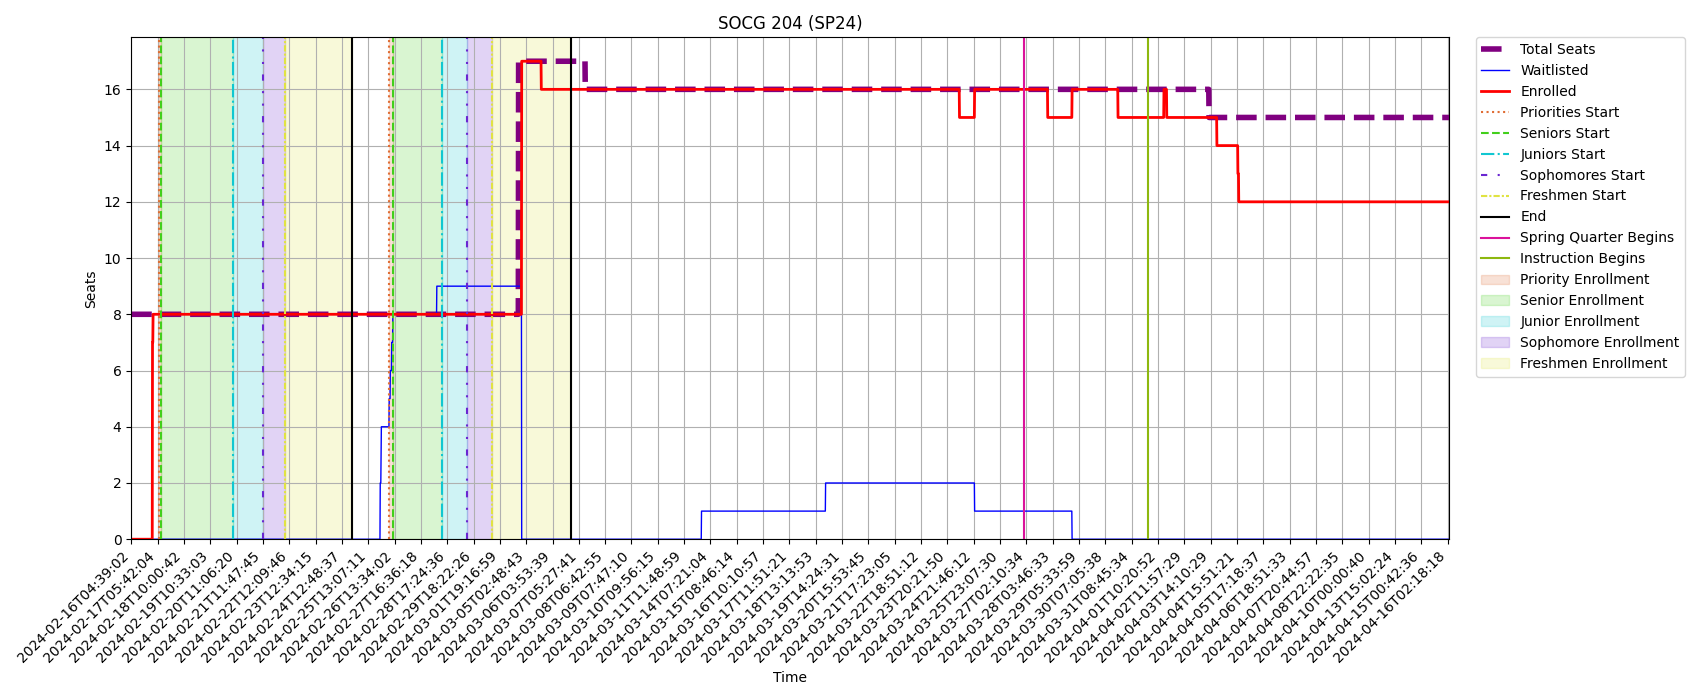 SOCG 204 (SP24)
Seats
16
14
12
10
8
6
4
2
0
2024-02-16T04:39:02
2024-02-17T05:42:04
2024-02-18T10:00:42
2024-02-19T10:33:03
2024-02-20T11:06:20
2024-02-21T11:47:45
2024-02-22T12:09:46
2024-02-23T12:34:15
2024-02-24T12:48:37
2024-02-25T13:07:11
2024-02-26T13:34:02
2024-02-27T16:36:18
2024-02-28T17:24:36
2024-02-29T18:22:26
2024-03-01T19:16:59
2024-03-05T02:48:43
2024-03-06T03:53:39
2024-03-07T05:27:41
2024-03-08T06:42:55
2024-03-09T07:47:10
2024-03-10T09:56:15
2024-03-11T11:48:59
2024-03-14T07:21:04
2024-03-15T08:46:14
2024-03-16T10:10:57
2024-03-17T11:51:21
2024-03-18T13:13:53
2024-03-19T14:24:31
2024-03-20T15:53:45
2024-03-21T17:23:05
2024-03-22T18:51:12
2024-03-23T20:21:50
2024-03-24T21:46:12
2024-03-25T23:07:30
2024-03-27T02:10:34
2024-03-28T03:46:33
2024-03-29T05:33:59
2024-03-30T07:05:38
2024-03-31T08:45:34
2024-04-01T10:20:52
2024-04-02T11:57:29
2024-04-03T14:10:29
2024-04-04T15:51:21
2024-04-05T17:18:37
2024-04-06T18:51:33
2024-04-07T20:44:57
2024-04-08T22:22:35
2024-04-10T00:00:40
2024-04-13T15:02:24
2024-04-15T00:42:36
2024-04-16T02:18:18
Time
Total Seats
Waitlisted
Enrolled
Priorities Start
Seniors Start
Juniors Start
Sophomores Start
Freshmen Start
End
Spring Quarter Begins
Instruction Begins
Priority Enrollment
Senior Enrollment
Junior Enrollment
Sophomore Enrollment
Freshmen Enrollment